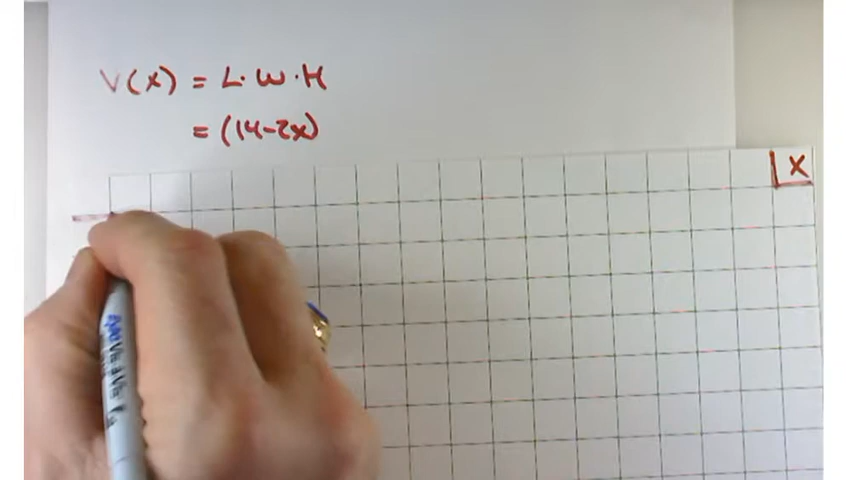 V(x) = L·W·H
= (14-2x)
x